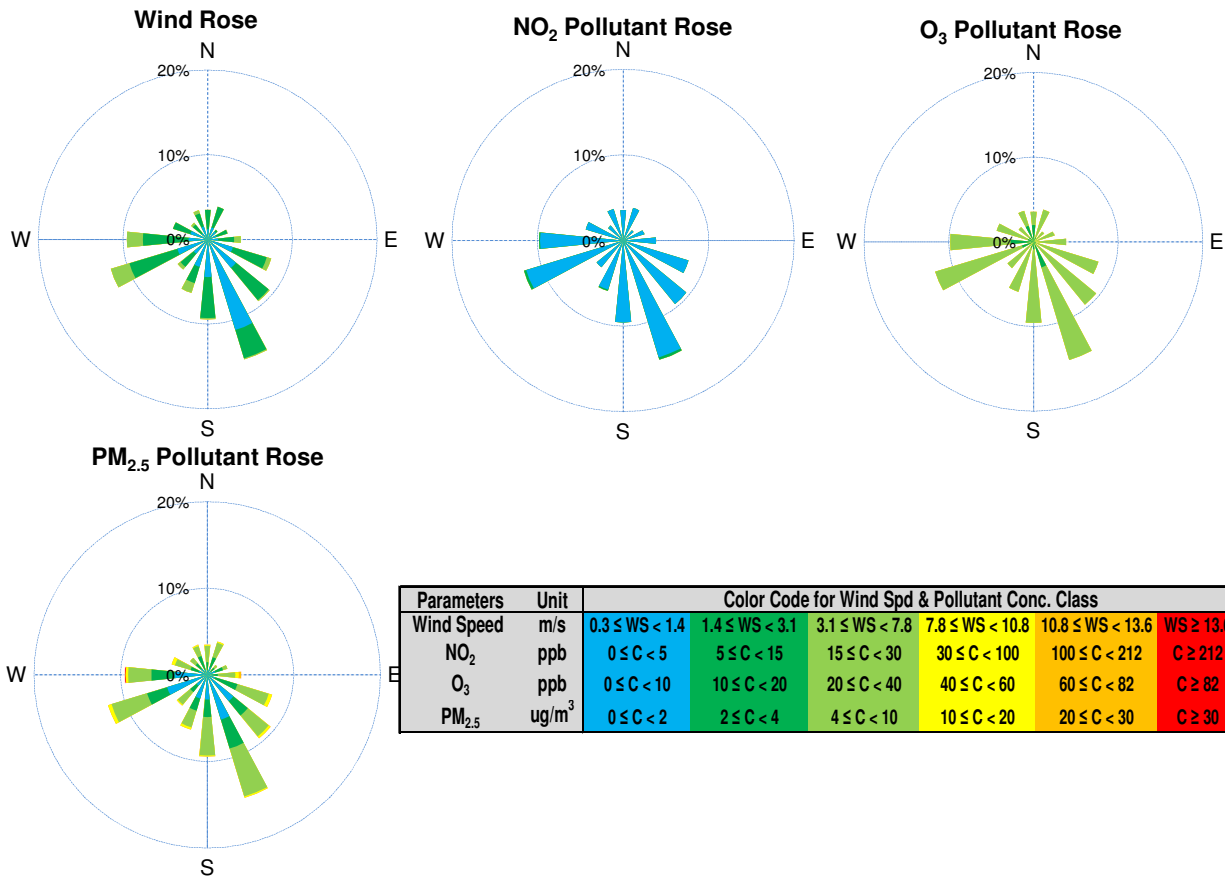 Wind Rose
N
20%
10%
0%
W
E
S
NO₂ Pollutant Rose
N
20%
10%
0%
W
E
S
O₃ Pollutant Rose
N
20%
10%
0%
W
E
S
PM₂.₅ Pollutant Rose
N
20%
10%
0%
W
E
S
Parameters Unit Color Code for Wind Spd & Pollutant Conc. Class
Wind Speed m/s 0.3 ≤ WS < 1.4 1.4 ≤ WS < 3.1 3.1 ≤ WS < 7.8 7.8 ≤ WS < 10.8 10.8 ≤ WS < 13.6 WS ≥ 13.6
NO₂ ppb 0 ≤ C < 5 5 ≤ C < 15 15 ≤ C < 30 30 ≤ C < 100 100 ≤ C < 212 C ≥ 212
O₃ ppb 0 ≤ C < 10 10 ≤ C < 20 20 ≤ C < 40 40 ≤ C < 60 60 ≤ C < 82 C ≥ 82
PM₂.₅ ug/m³ 0 ≤ C < 2 2 ≤ C < 4 4 ≤ C < 10 10 ≤ C < 20 20 ≤ C < 30 C ≥ 30